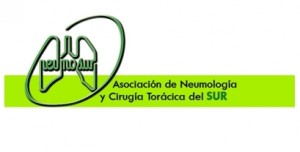 neumosur
Asociación de Neumología
y Cirugía Torácica del SUR